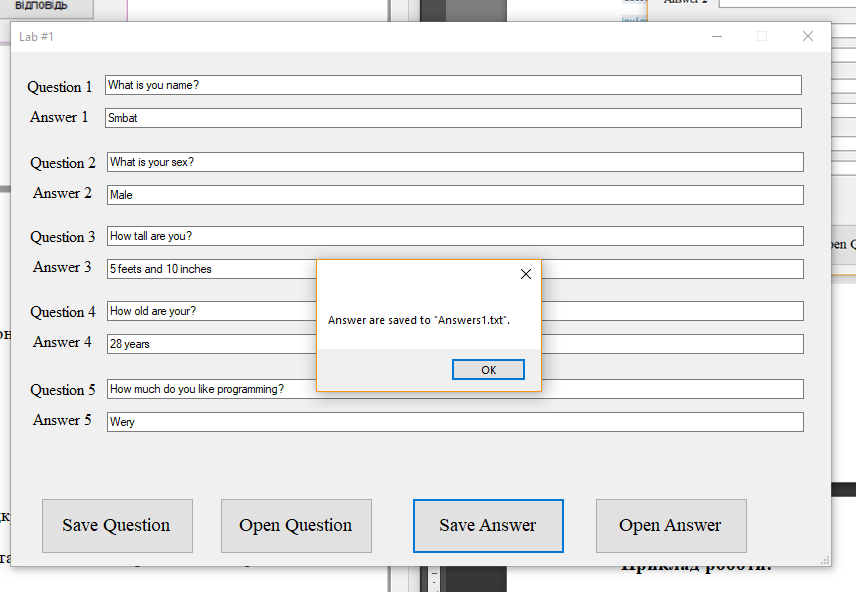 відповідь
Lab #1
Question 1
What is you name?
Answer 1
Smbat
Question 2
What is your sex?
Answer 2
Male
Question 3
How tall are you?
Answer 3
5 feets and 10 inches
Question 4
How old are your?
Answer 4
28 years
Question 5
How much do you like programming?
Answer 5
Wery
Answer are saved to "Answers1.txt".
OK
Save Question
Open Question
Save Answer
Open Answer
Answer 2
Приклад роботи: